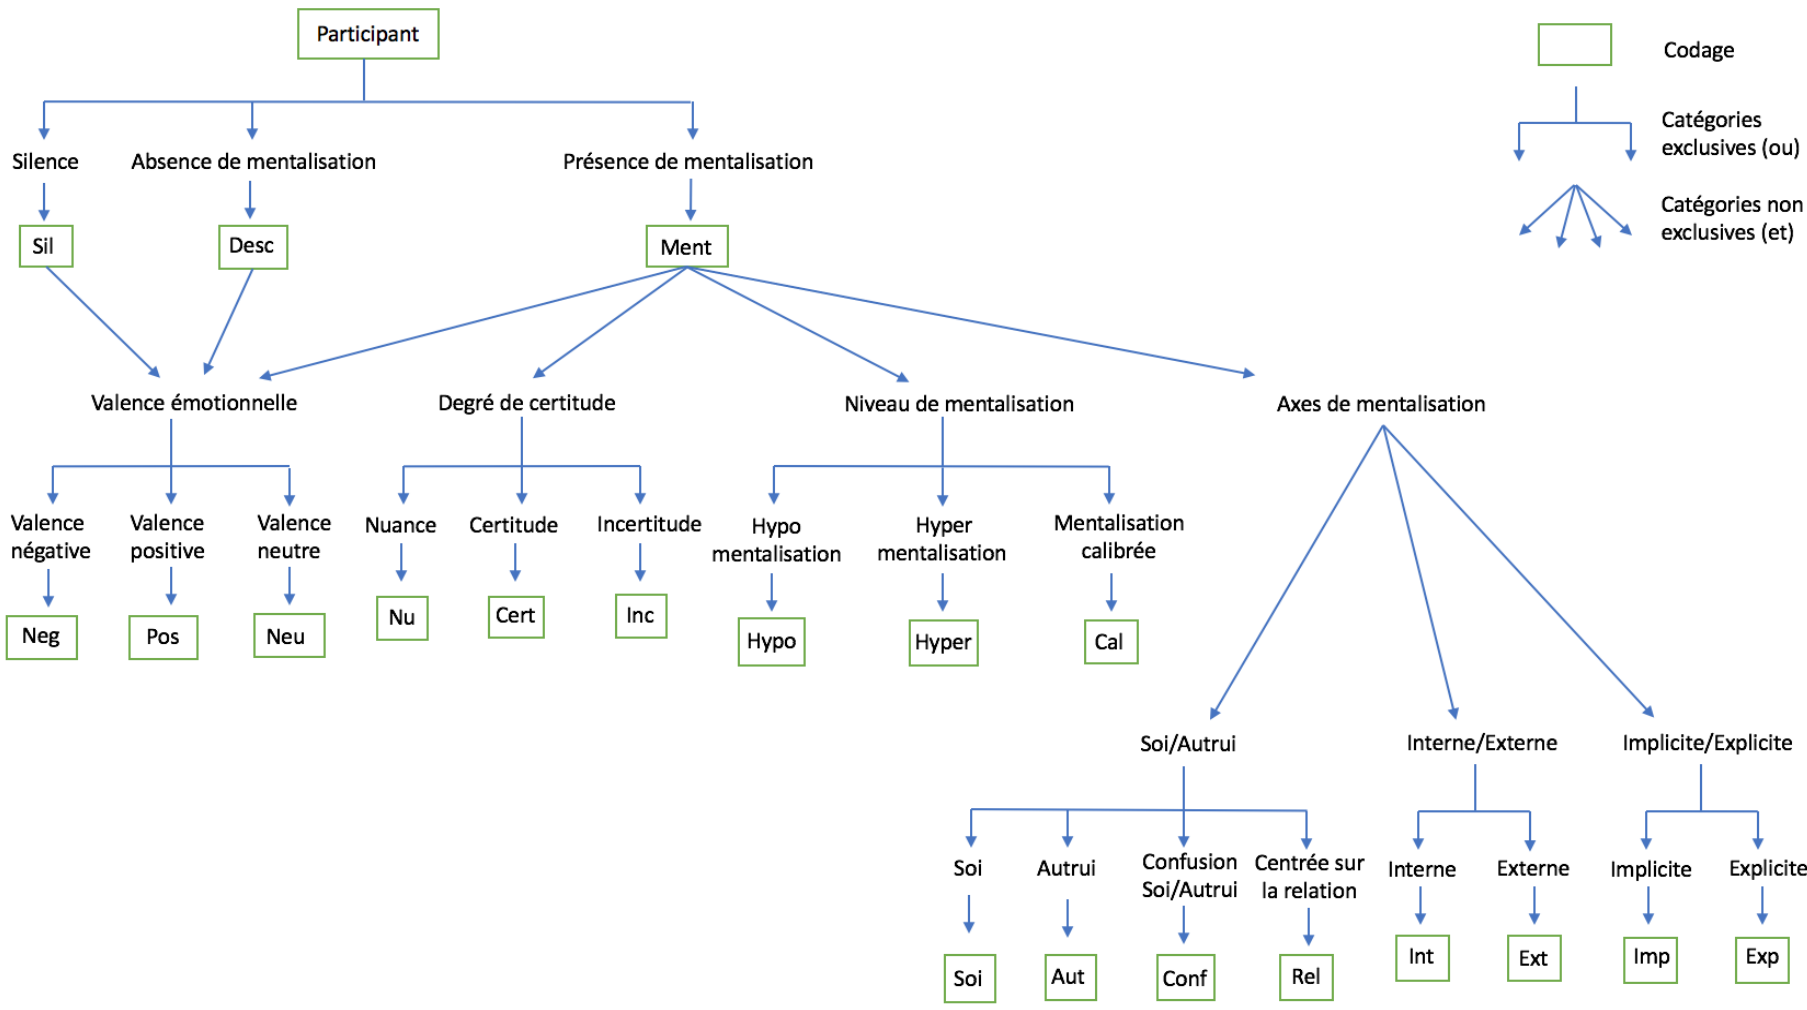 Participant
Codage
Catégories
exclusives (ou)
Catégories non
exclusives (et)
Silence
Absence de mentalisation
Présence de mentalisation
Sil
Desc
Ment
Valence émotionnelle
Degré de certitude
Niveau de mentalisation
Axes de mentalisation
Valence
négative
Valence
positive
Valence
neutre
Nuance
Certitude
Incertitude
Hypo
mentalisation
Hyper
mentalisation
Mentalisation
calibrée
Neg
Pos
Neu
Nu
Cert
Inc
Hypo
Hyper
Cal
Soi/Autrui
Interne/Externe
Implicite/Explicite
Soi
Autrui
Confusion
Soi/Autrui
Centrée sur
la relation
Interne
Externe
Implicite
Explicite
Soi
Aut
Conf
Rel
Int
Ext
Imp
Exp